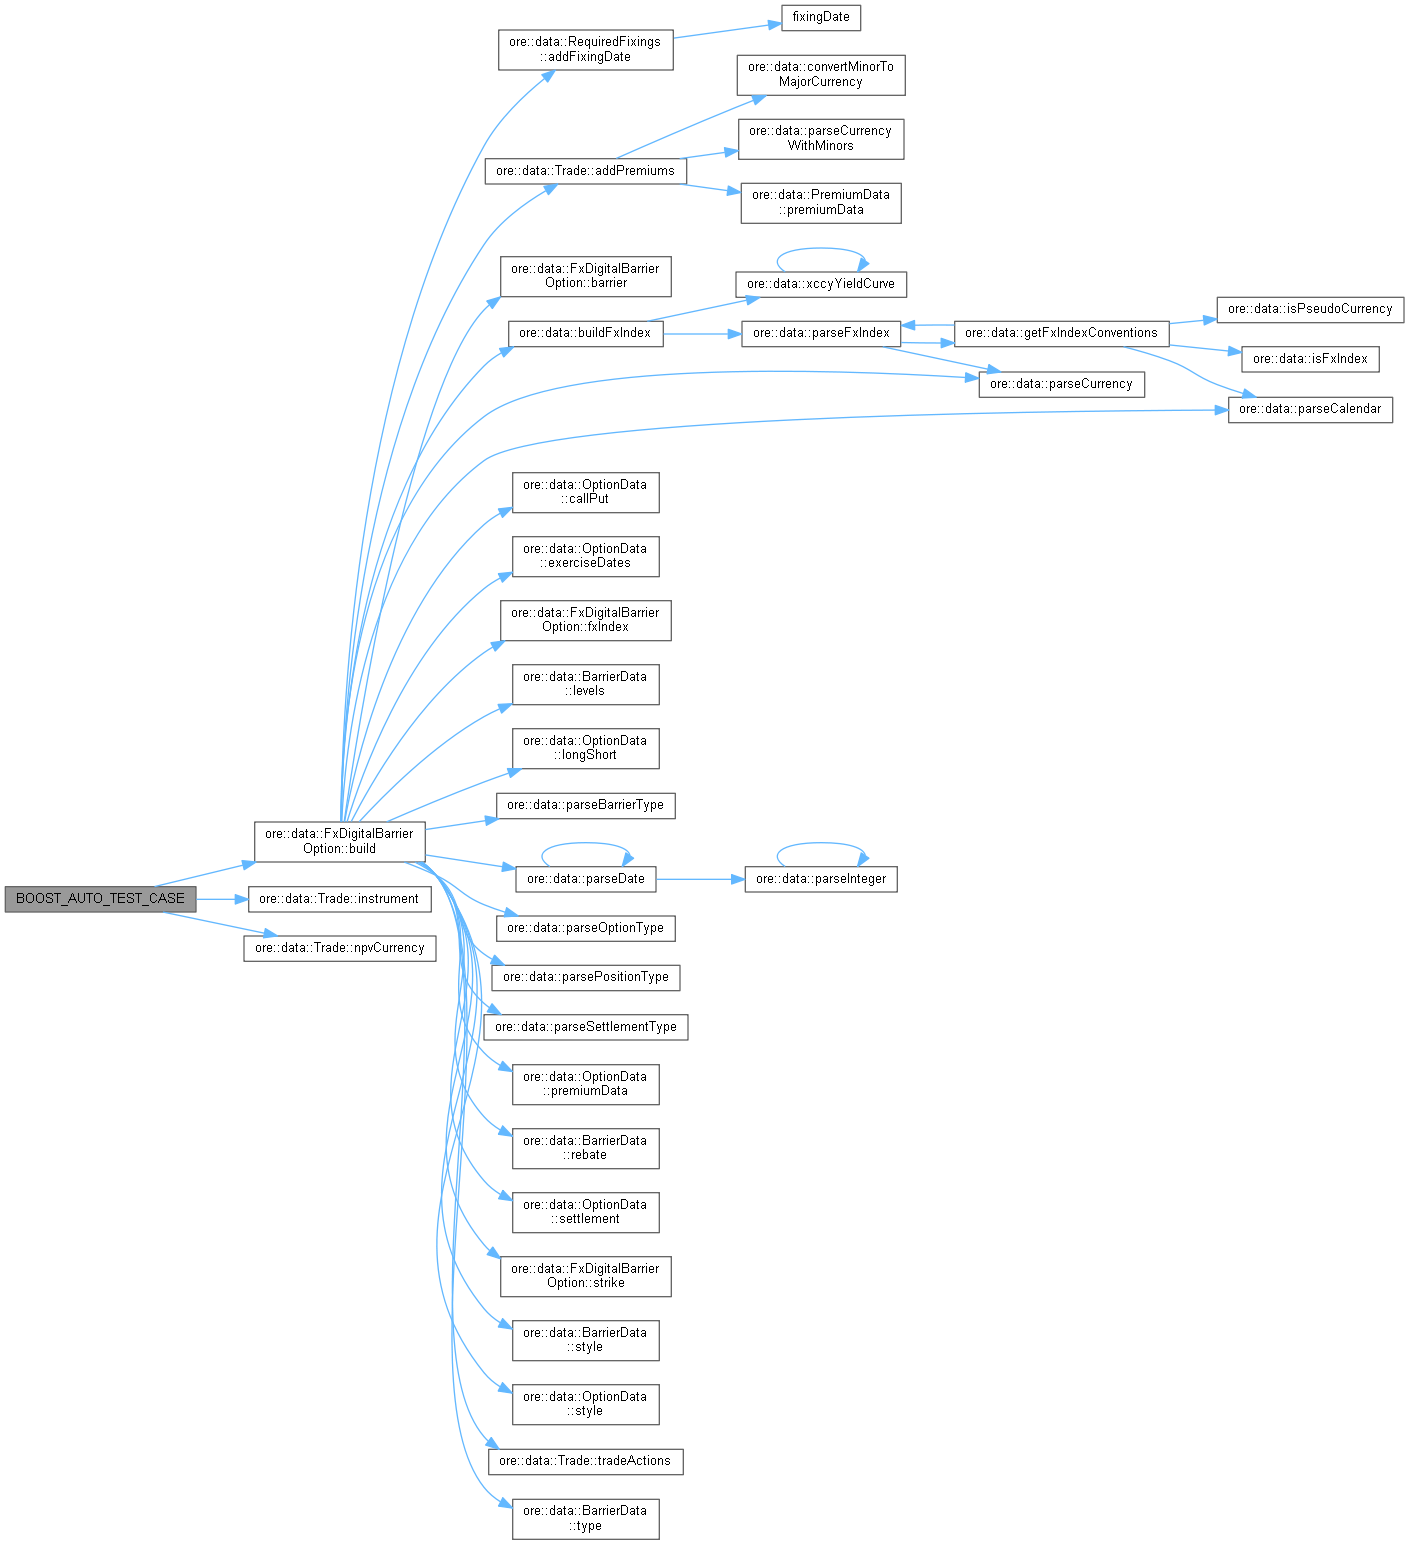 fixingDate
ore::data::RequiredFixings
::addFixingDate
ore::data::convertMinorTo
MajorCurrency
ore::data::parseCurrency
WithMinors
ore::data::Trade::addPremiums
ore::data::PremiumData
::premiumData
ore::data::FxDigitalBarrier
Option::barrier
ore::data::xccyYieldCurve
ore::data::isPseudoCurrency
ore::data::buildFxIndex
ore::data::parseFxIndex
ore::data::getFxIndexConventions
ore::data::isFxIndex
ore::data::parseCurrency
ore::data::parseCalendar
ore::data::OptionData
::callPut
ore::data::OptionData
::exerciseDates
ore::data::FxDigitalBarrier
Option::fxIndex
ore::data::BarrierData
::levels
ore::data::OptionData
::longShort
ore::data::parseBarrierType
ore::data::FxDigitalBarrier
Option::build
ore::data::parseDate
ore::data::parseInteger
BOOST_AUTO_TEST_CASE
ore::data::Trade::instrument
ore::data::parseOptionType
ore::data::Trade::npvCurrency
ore::data::parsePositionType
ore::data::parseSettlementType
ore::data::OptionData
::premiumData
ore::data::BarrierData
::rebate
ore::data::OptionData
::settlement
ore::data::FxDigitalBarrier
Option::strike
ore::data::BarrierData
::style
ore::data::OptionData
::style
ore::data::Trade::tradeActions
ore::data::BarrierData
::type